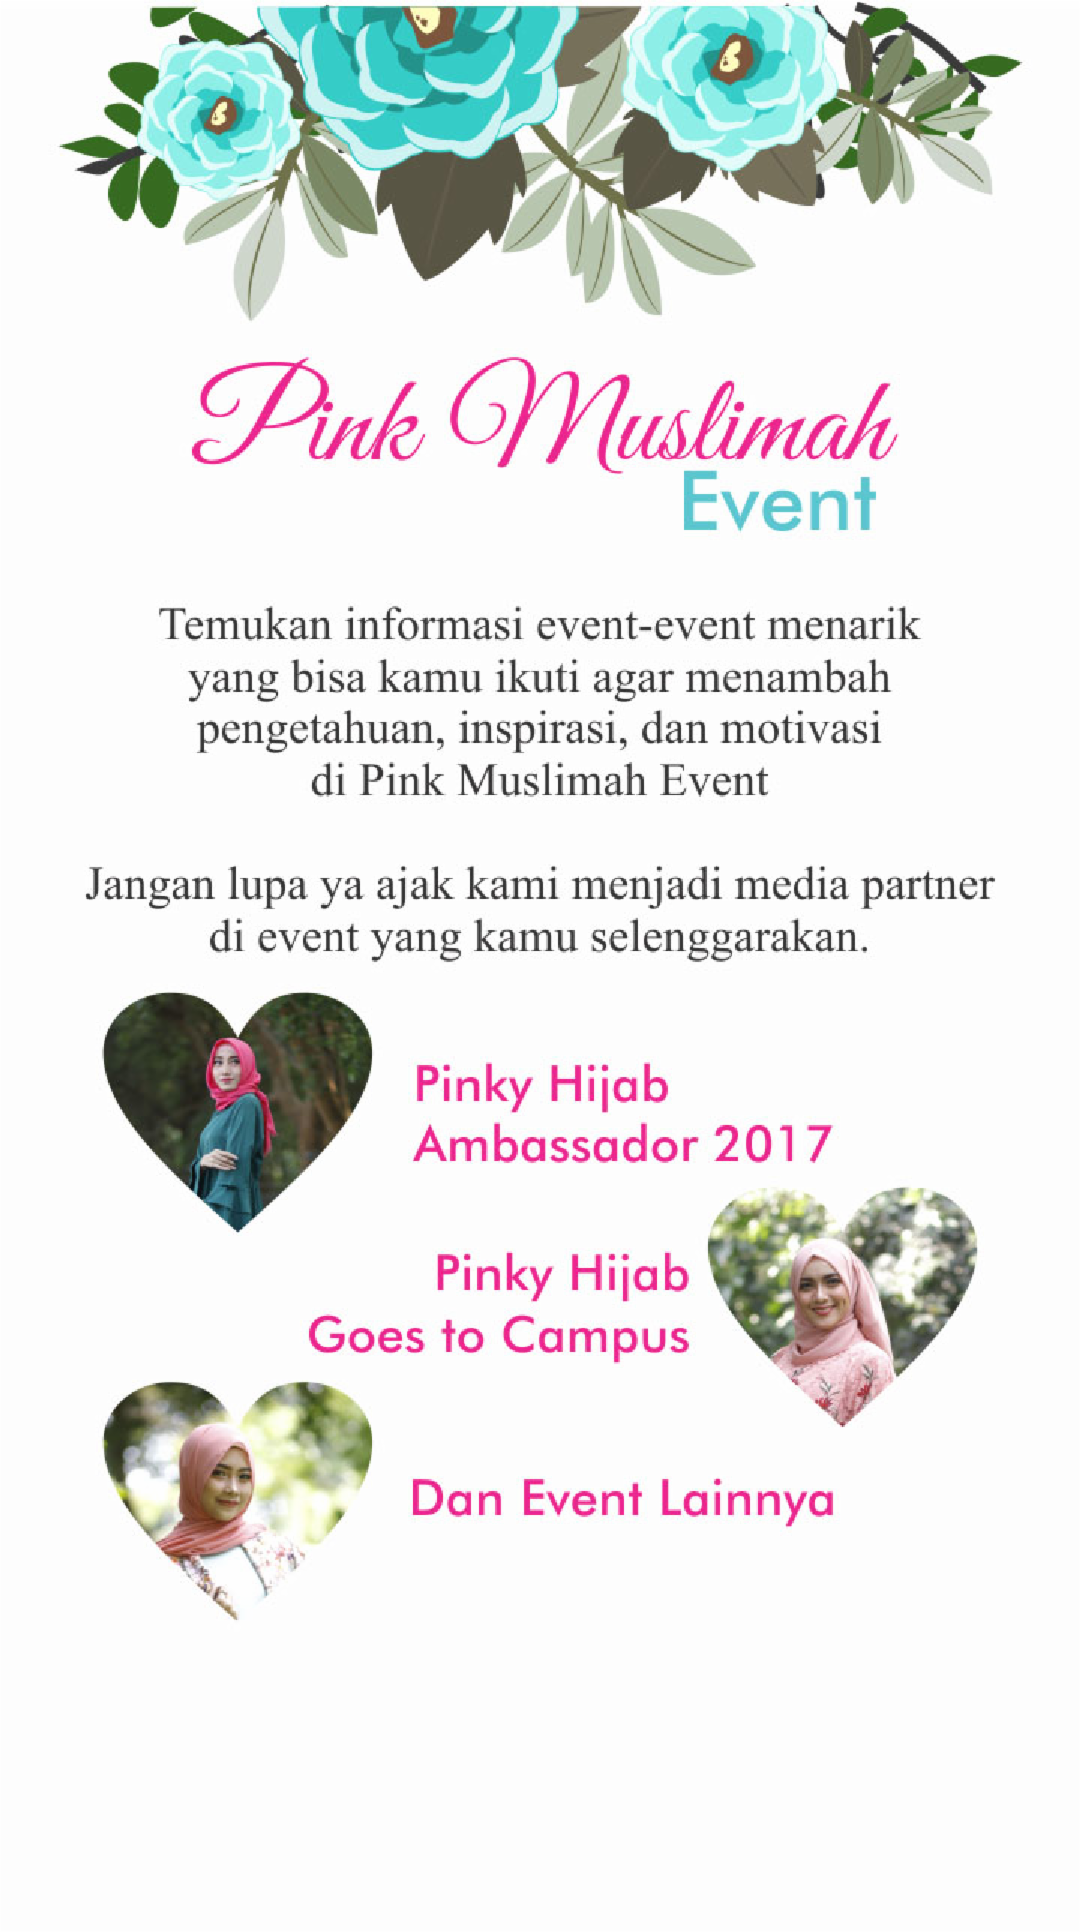 Pink Muslimah
Event
Temukan informasi event-event menarik
yang bisa kamu ikuti agar menambah
pengetahuan, inspirasi, dan motivasi
di Pink Muslimah Event
Jangan lupa ya ajak kami menjadi media partner
di event yang kamu selenggarakan.
Pinky Hijab
Ambassador 2017
Pinky Hijab
Goes to Campus
Dan Event Lainnya